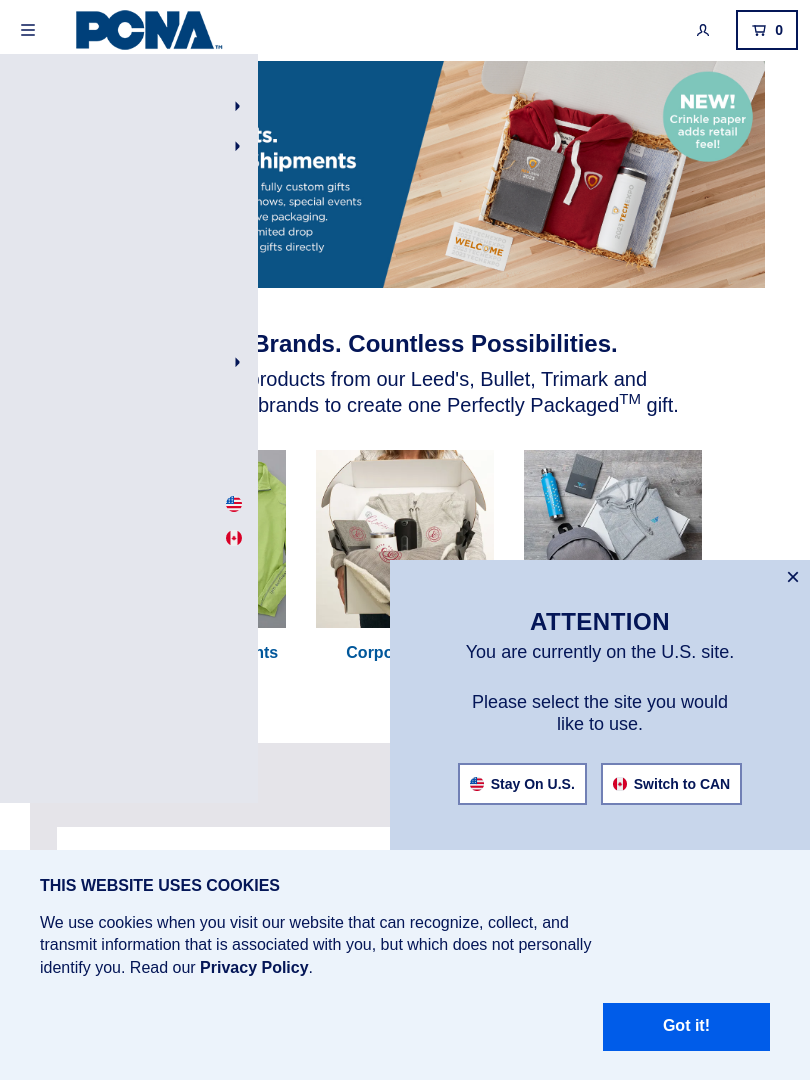 PCNA TM
0
ts.
Shipments
fully custom gifts
hows, special events
ve packaging.
mited drop
gifts directly
NEW!
Crinkle paper
adds retail
feel!
2023 TECH EXPO
WELCOME
Brands. Countless Possibilities.
products from our Leed's, Bullet, Trimark and
brands to create one Perfectly Packaged™ gift.
nts
Corpo
ATTENTION
You are currently on the U.S. site.
Please select the site you would
like to use.
Stay On U.S.
Switch to CAN
THIS WEBSITE USES COOKIES
We use cookies when you visit our website that can recognize, collect, and
transmit information that is associated with you, but which does not personally
identify you. Read our Privacy Policy.
Got it!